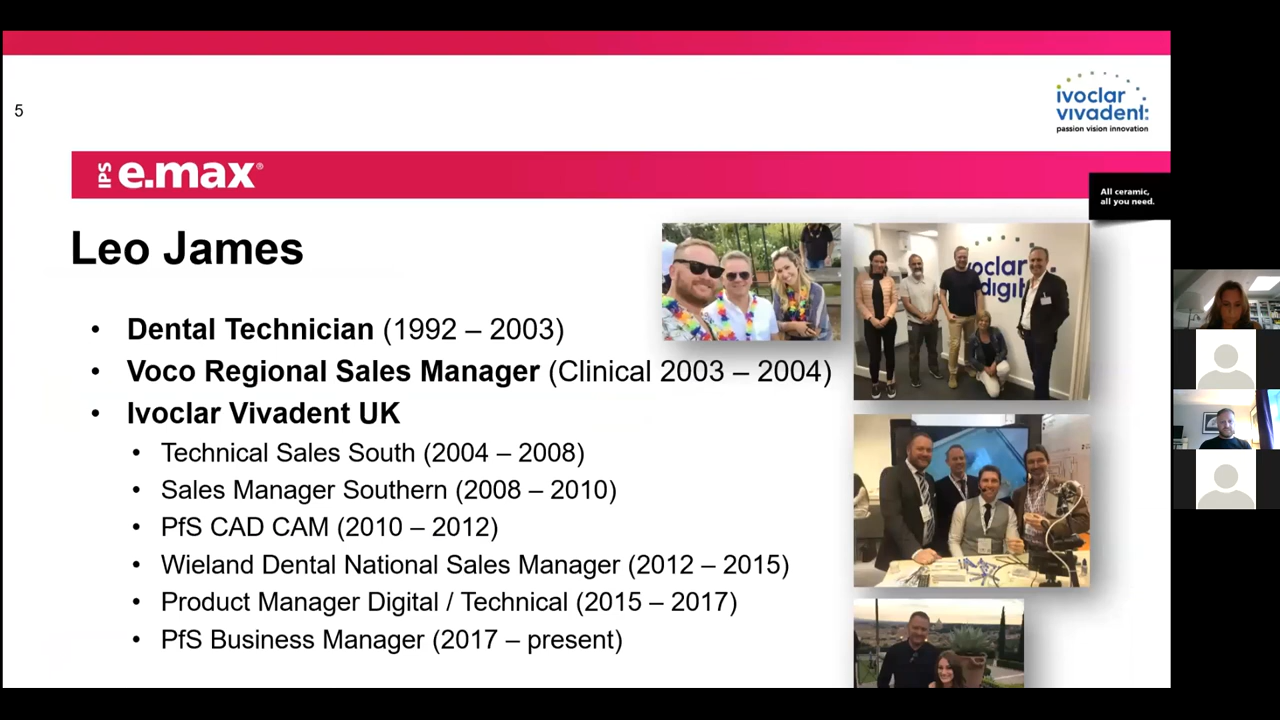 5
ivoclar
vivadent:
passion vision innovation
IPS e.max®
All ceramic,
all you need.
Leo James
• Dental Technician (1992 – 2003)
• Voco Regional Sales Manager (Clinical 2003 – 2004)
• Ivoclar Vivadent UK
• Technical Sales South (2004 – 2008)
• Sales Manager Southern (2008 – 2010)
• PfS CAD CAM (2010 – 2012)
• Wieland Dental National Sales Manager (2012 – 2015)
• Product Manager Digital / Technical (2015 – 2017)
• PfS Business Manager (2017 – present)
voclar
digit